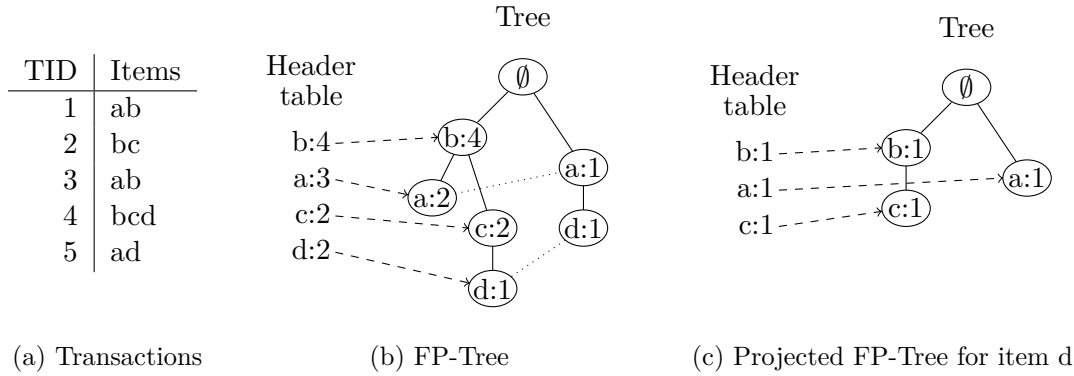 TID Items
1 ab
2 bc
3 ab
4 bcd
5 ad
(a) Transactions
Tree
Header
table
∅
b:4
a:3
c:2
d:2
b:4
a:1
a:2
c:2
d:1
d:1
(b) FP-Tree
Tree
Header
table
∅
b:1
a:1
c:1
b:1
a:1
c:1
(c) Projected FP-Tree for item d